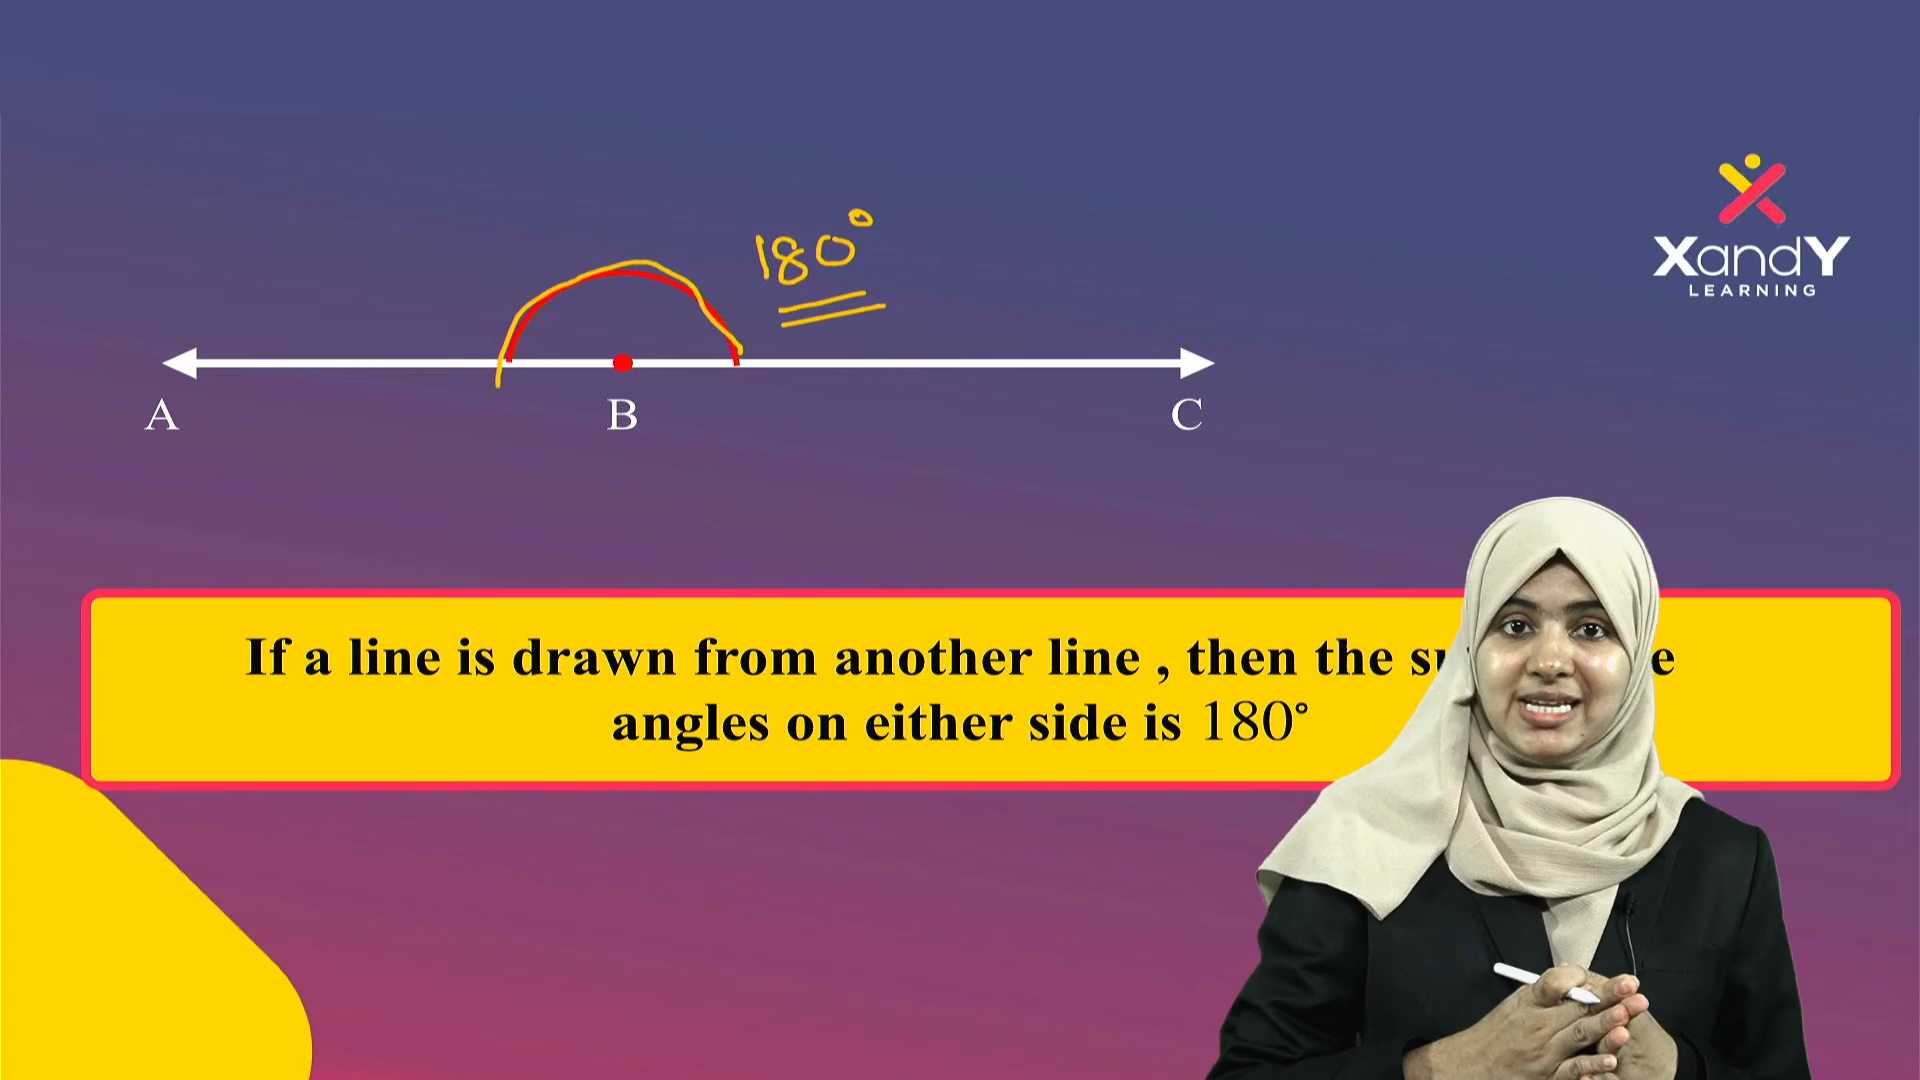 180°
XandY
LEARNING
A
B
C
If a line is drawn from another line , then the
angles on either side is 180°